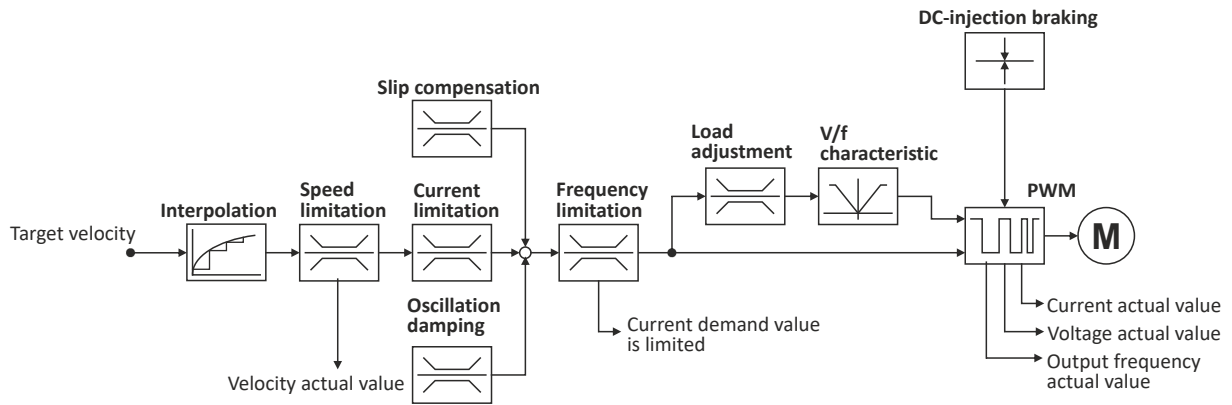 DC-injection braking
Slip compensation
Load
adjustment
V/f
characteristic
Speed
limitation
Current
limitation
Frequency
limitation
PWM
Interpolation
Target velocity
M
Oscillation
damping
Current demand value
is limited
Velocity actual value
Current actual value
Voltage actual value
Output frequency
actual value